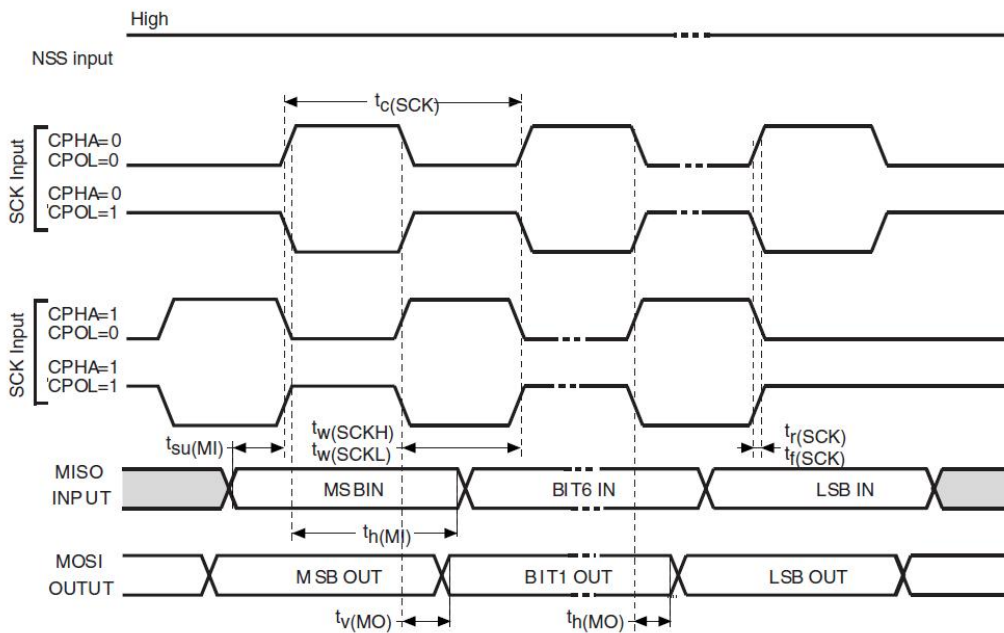 High
NSS input
tc(SCK)
SCK Input
CPHA=0
CPOL=0
CPHA=0
CPOL=1
SCK Input
CPHA=1
CPOL=0
CPHA=1
CPOL=1
tsu(MI)
tw(SCKH)
tw(SCKL)
tr(SCK)
tf(SCK)
MISO
INPUT
MSBIN
BIT6 IN
LSB IN
th(MI)
MOSI
OUTUT
MSB OUT
BIT1 OUT
LSB OUT
tv(MO)
th(MO)